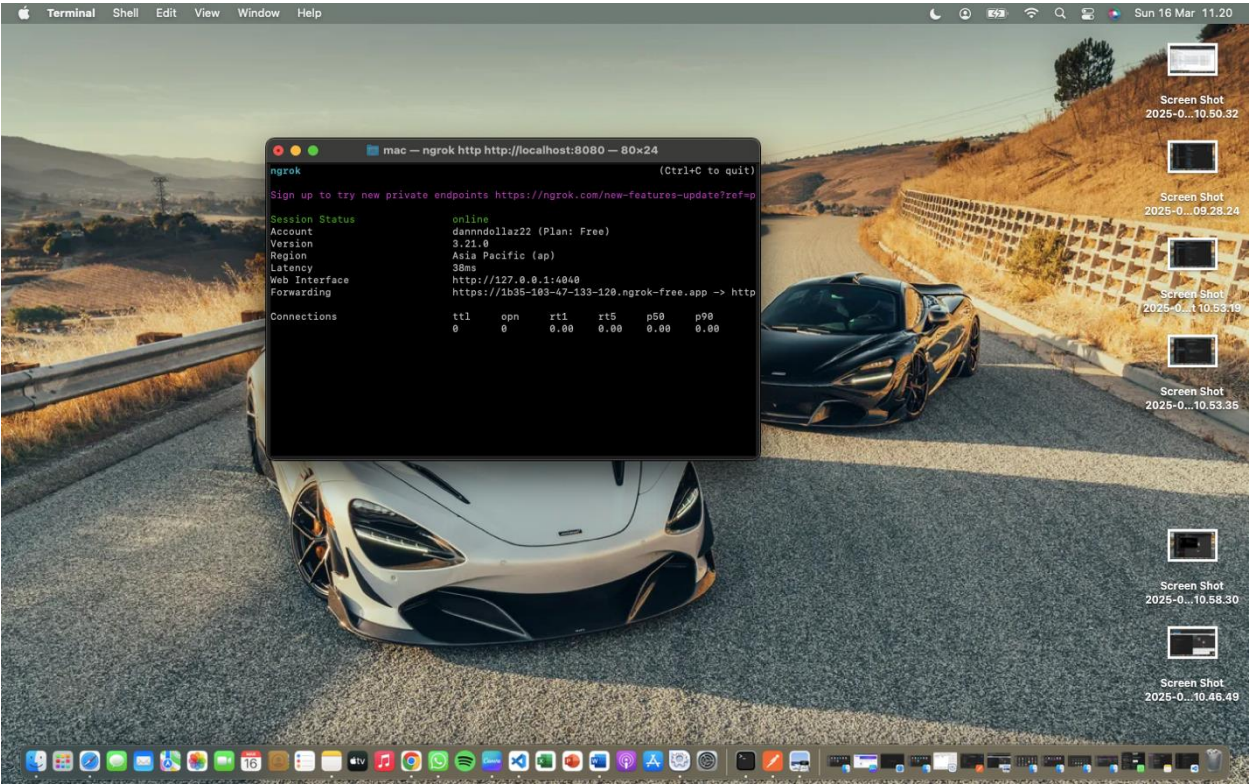 Terminal Shell Edit View Window Help Sun 16 Mar 11.20
mac — ngrok http http://localhost:8080 — 80×24
ngrok (Ctrl+C to quit)
Sign up to try new private endpoints https://ngrok.com/new-features-update?ref=p
Session Status online
Account dannndollaz22 (Plan: Free)
Version 3.21.0
Region Asia Pacific (ap)
Latency 38ms
Web Interface http://127.0.0.1:4040
Forwarding https://1b35-103-47-133-120.ngrok-free.app -> http
Connections ttl opn rt1 rt5 p50 p90
0 0 0.00 0.00 0.00 0.00
Screen Shot
2025-0...10.50.32
Screen Shot
2025-0...09.28.24
Screen Shot
2025-0...t 10.53.19
Screen Shot
2025-0...10.53.35
Screen Shot
2025-0...10.58.30
Screen Shot
2025-0...10.46.49
16
tv